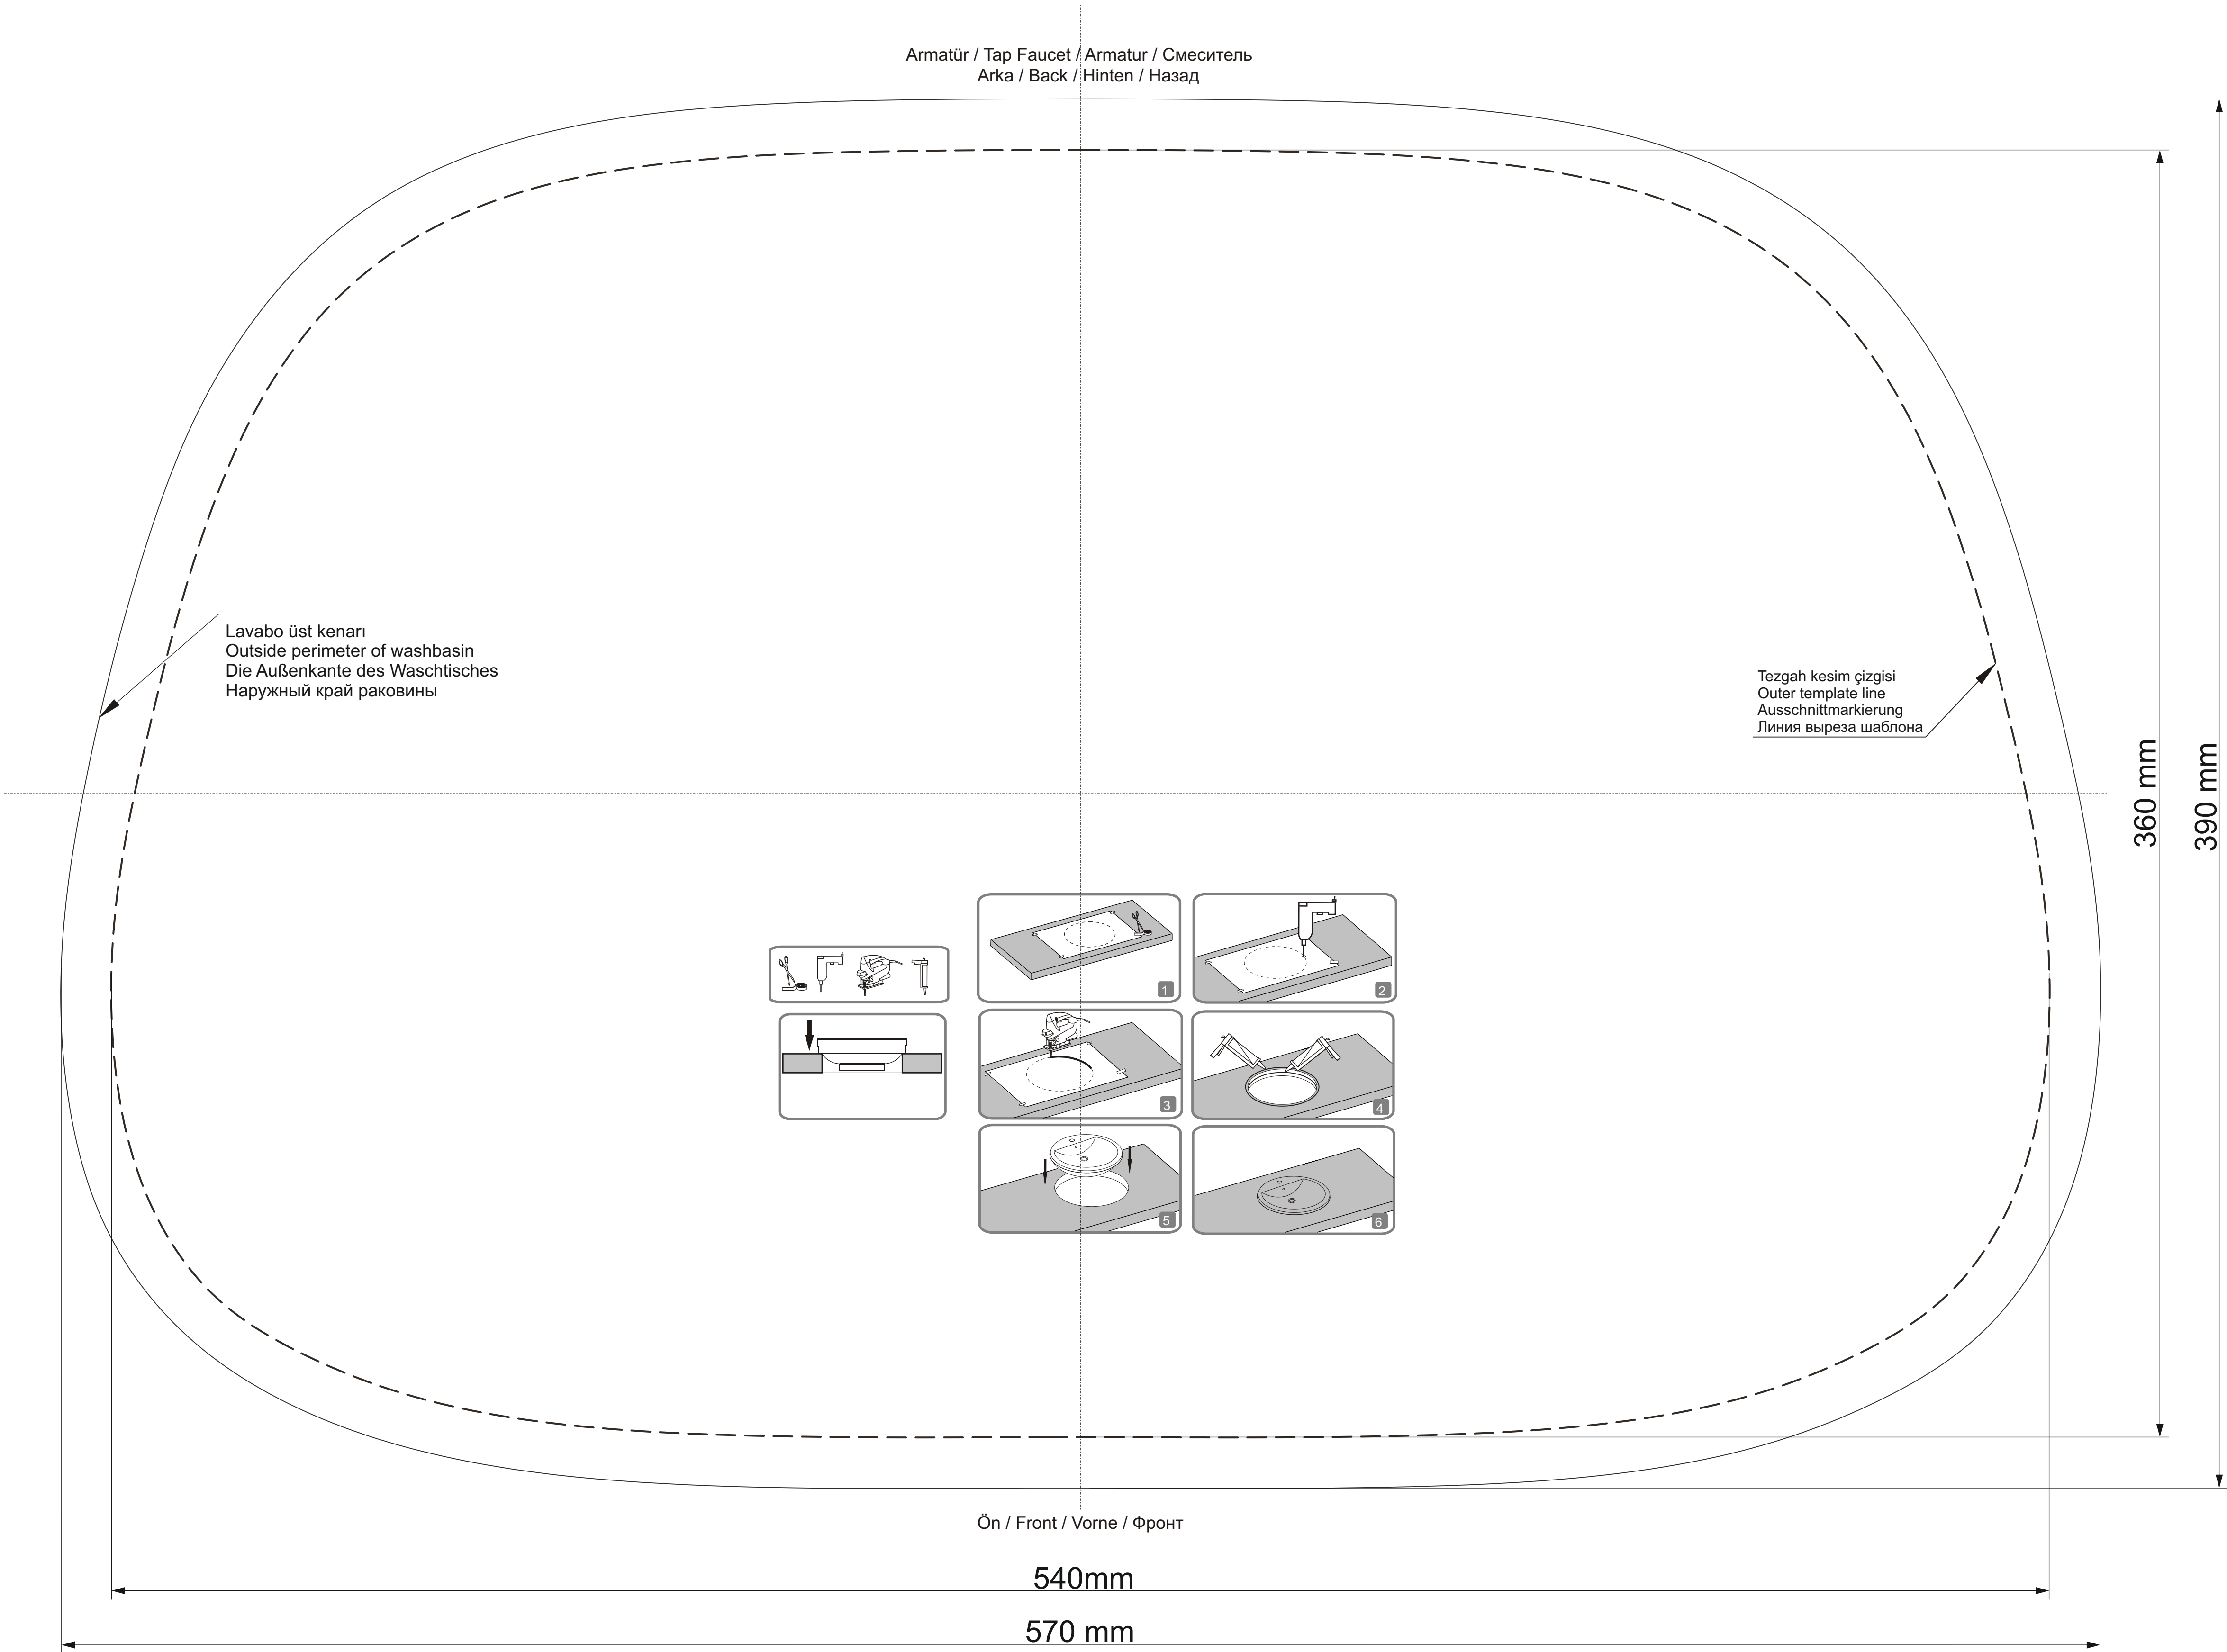 Armatür / Tap Faucet / Armatur / Смеситель
Arka / Back / Hinten / Назад
Lavabo üst kenarı
Outside perimeter of washbasin
Die Außenkante des Waschtisches
Наружный край раковины
Tezgah kesim çizgisi
Outer template line
Ausschnittmarkierung
Линия выреза шаблона
360 mm
390 mm
1
2
3
4
5
6
Ön / Front / Vorne / Фронт
540mm
570 mm